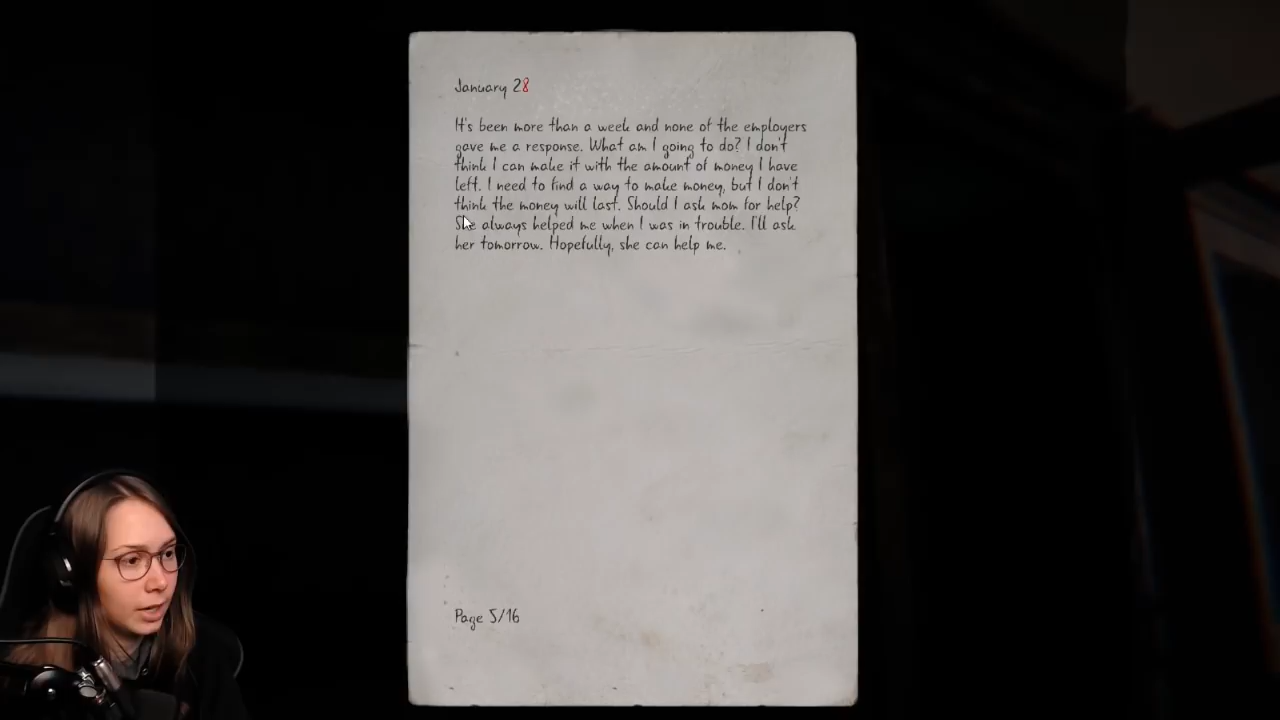 January 28
It's been more than a week and none of the employers
gave me a response. What am I going to do? I don't
think I can make it with the amount of money I have
left. I need to find a way to make money, but I don't
think the money will last. Should I ask mom for help?
She always helped me when I was in trouble. I'll ask
her tomorrow. Hopefully, she can help me.
Page 5/16